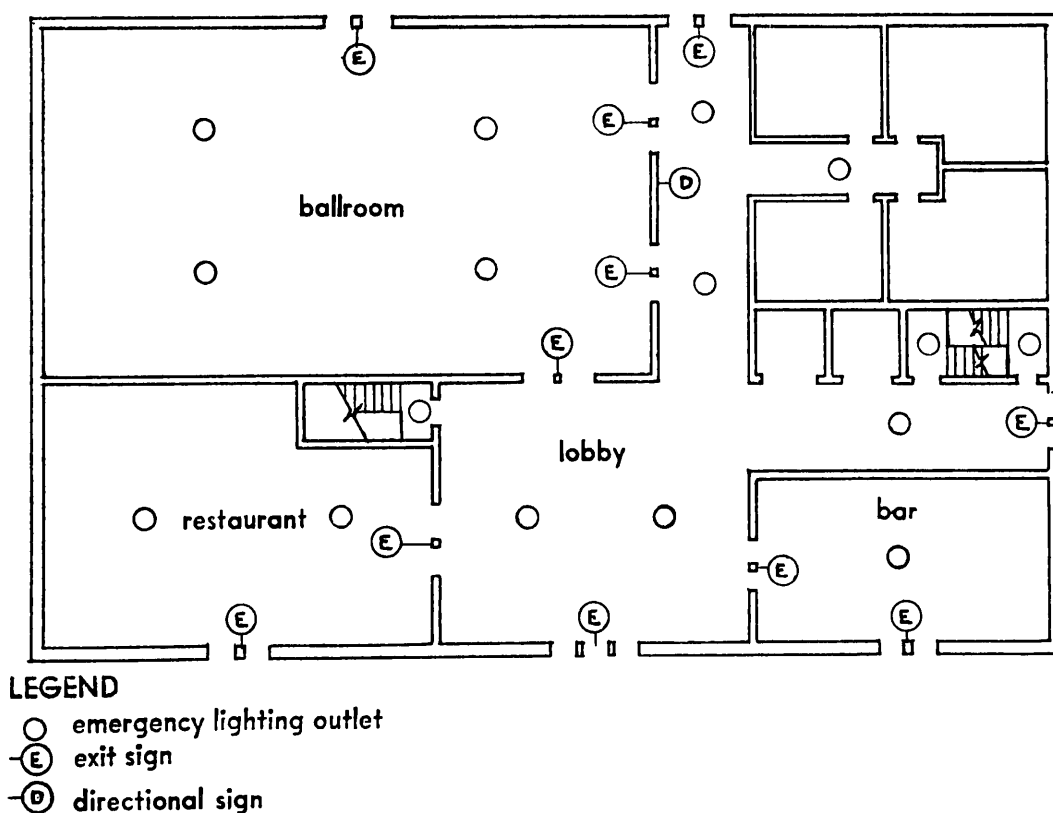 E
E
E
D
ballroom
E
E
E
lobby
restaurant
bar
E
E
E
E
E
E
LEGEND
emergency lighting outlet
E exit sign
D directional sign